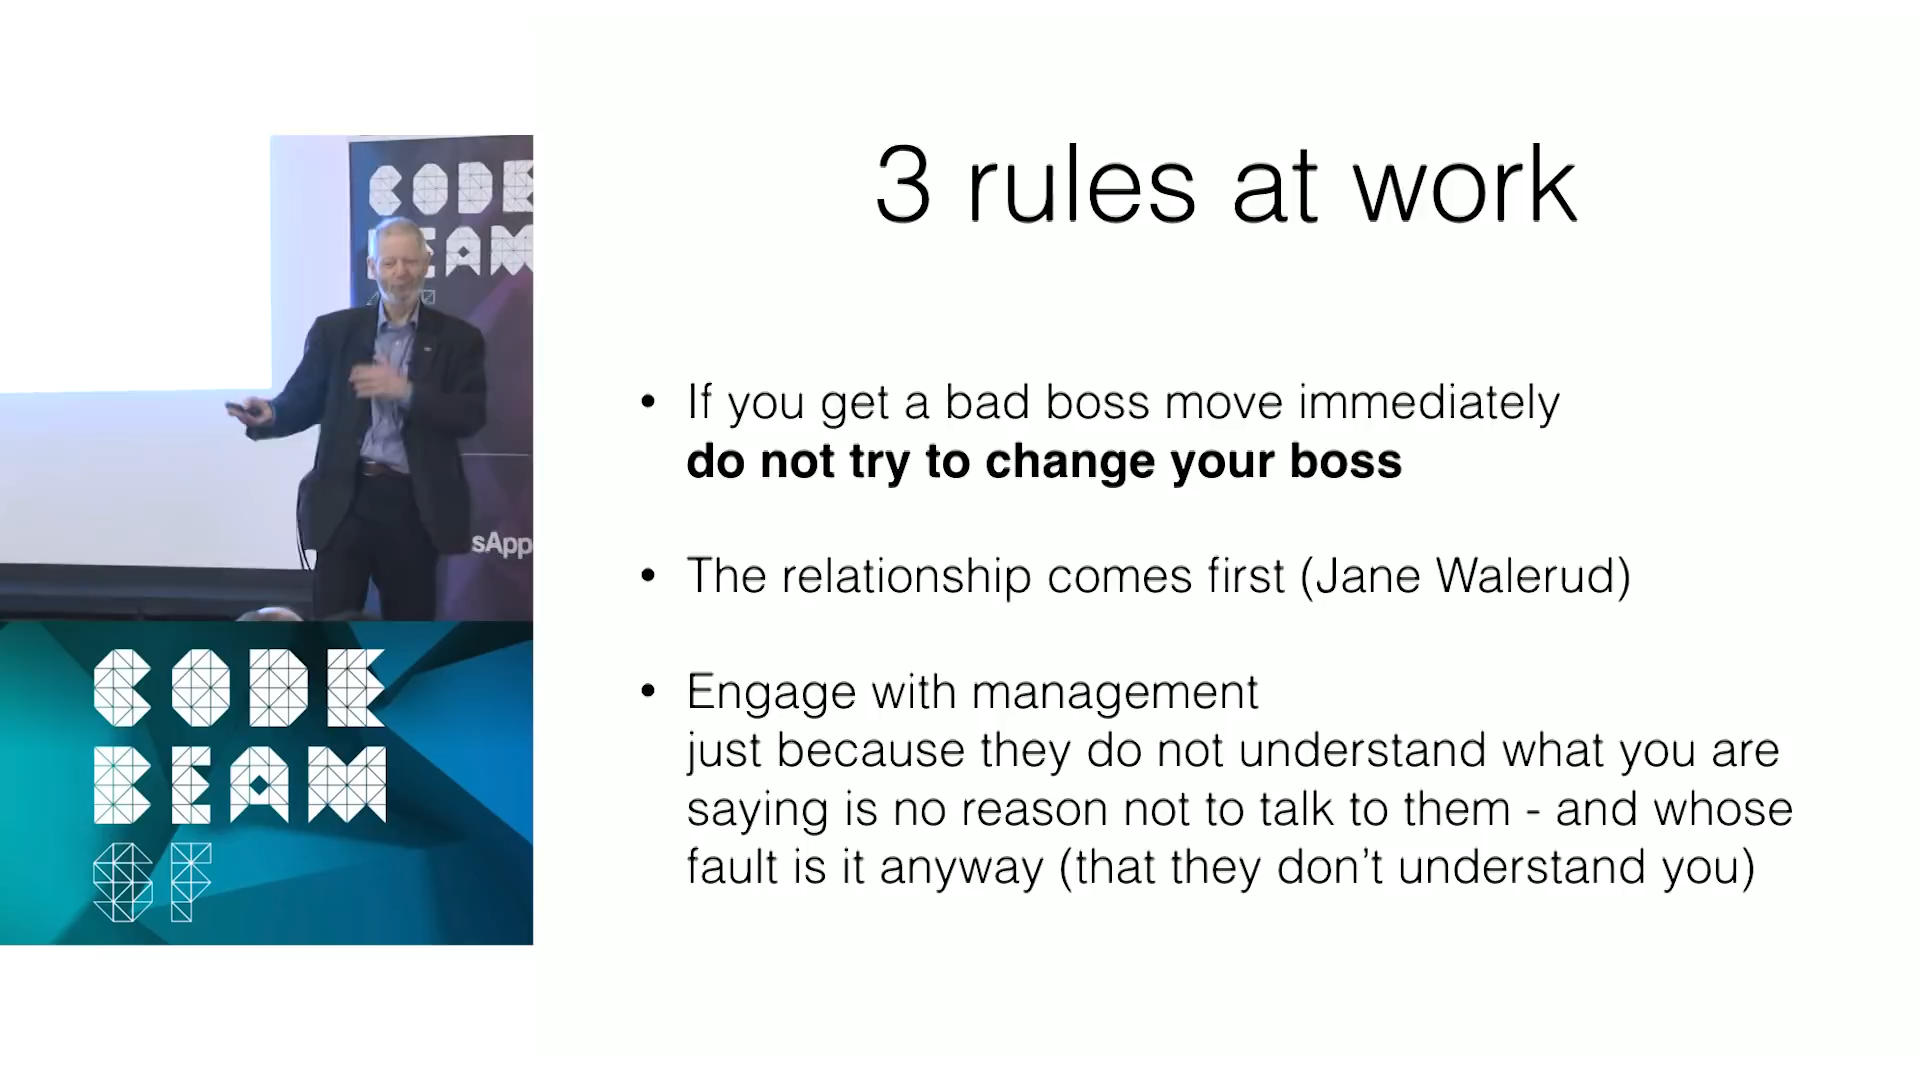 3 rules at work
• If you get a bad boss move immediately
do not try to change your boss
• The relationship comes first (Jane Walerud)
• Engage with management
just because they do not understand what you are
saying is no reason not to talk to them - and whose
fault is it anyway (that they don't understand you)
CODE
BEAM
sApp
CODE
BEAM
SF